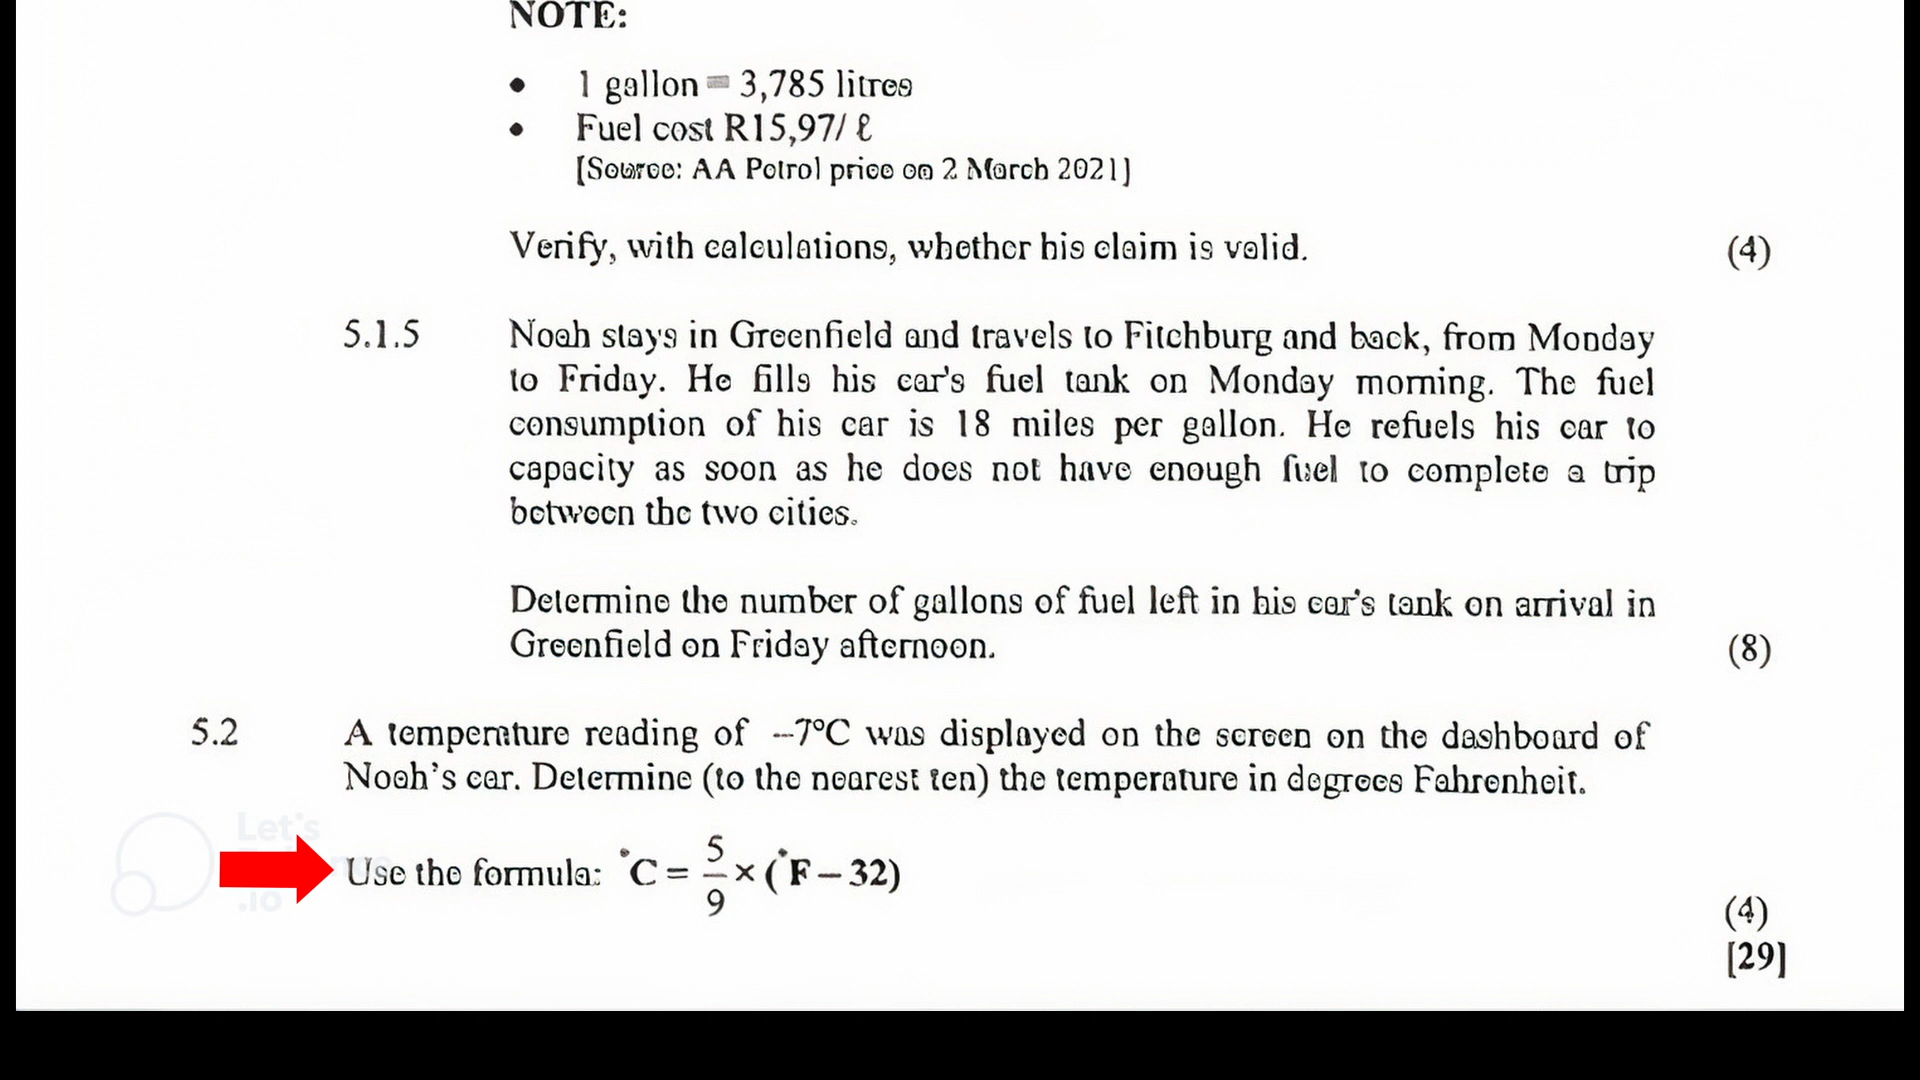 NOTE:
• 1 gallon = 3,785 litres
• Fuel cost R15,97/ ℓ
[Source: AA Petrol price on 2 March 2021]
Verify, with calculations, whether his claim is valid. (4)
5.1.5 Noah stays in Greenfield and travels to Fitchburg and back, from Monday
to Friday. He fills his car's fuel tank on Monday morning. The fuel
consumption of his car is 18 miles per gallon. He refuels his car to
capacity as soon as he does not have enough fuel to complete a trip
between the two cities.
Determine the number of gallons of fuel left in his car's tank on arrival in
Greenfield on Friday afternoon. (8)
5.2 A temperature reading of –7°C was displayed on the screen on the dashboard of
Noah's car. Determine (to the nearest ten) the temperature in degrees Fahrenheit.
Let's
Use the formula: °C = 5/9 × (°F – 32)
.io
(4)
[29]